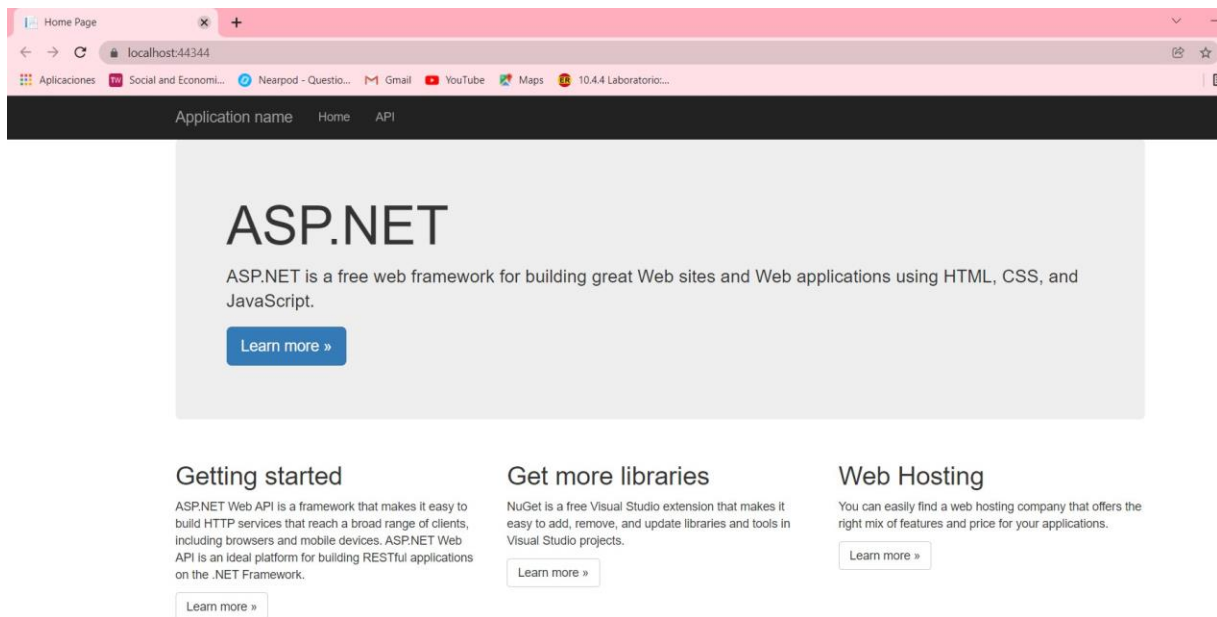 Home Page
localhost:44344
Aplicaciones Social and Economi... Nearpod - Questio... Gmail YouTube Maps 10.4.4 Laboratorio:...
Application name Home API
ASP.NET
ASP.NET is a free web framework for building great Web sites and Web applications using HTML, CSS, and
JavaScript.
Learn more »
Getting started
ASP.NET Web API is a framework that makes it easy to
build HTTP services that reach a broad range of clients,
including browsers and mobile devices. ASP.NET Web
API is an ideal platform for building RESTful applications
on the .NET Framework.
Learn more »
Get more libraries
NuGet is a free Visual Studio extension that makes it
easy to add, remove, and update libraries and tools in
Visual Studio projects.
Learn more »
Web Hosting
You can easily find a web hosting company that offers the
right mix of features and price for your applications.
Learn more »